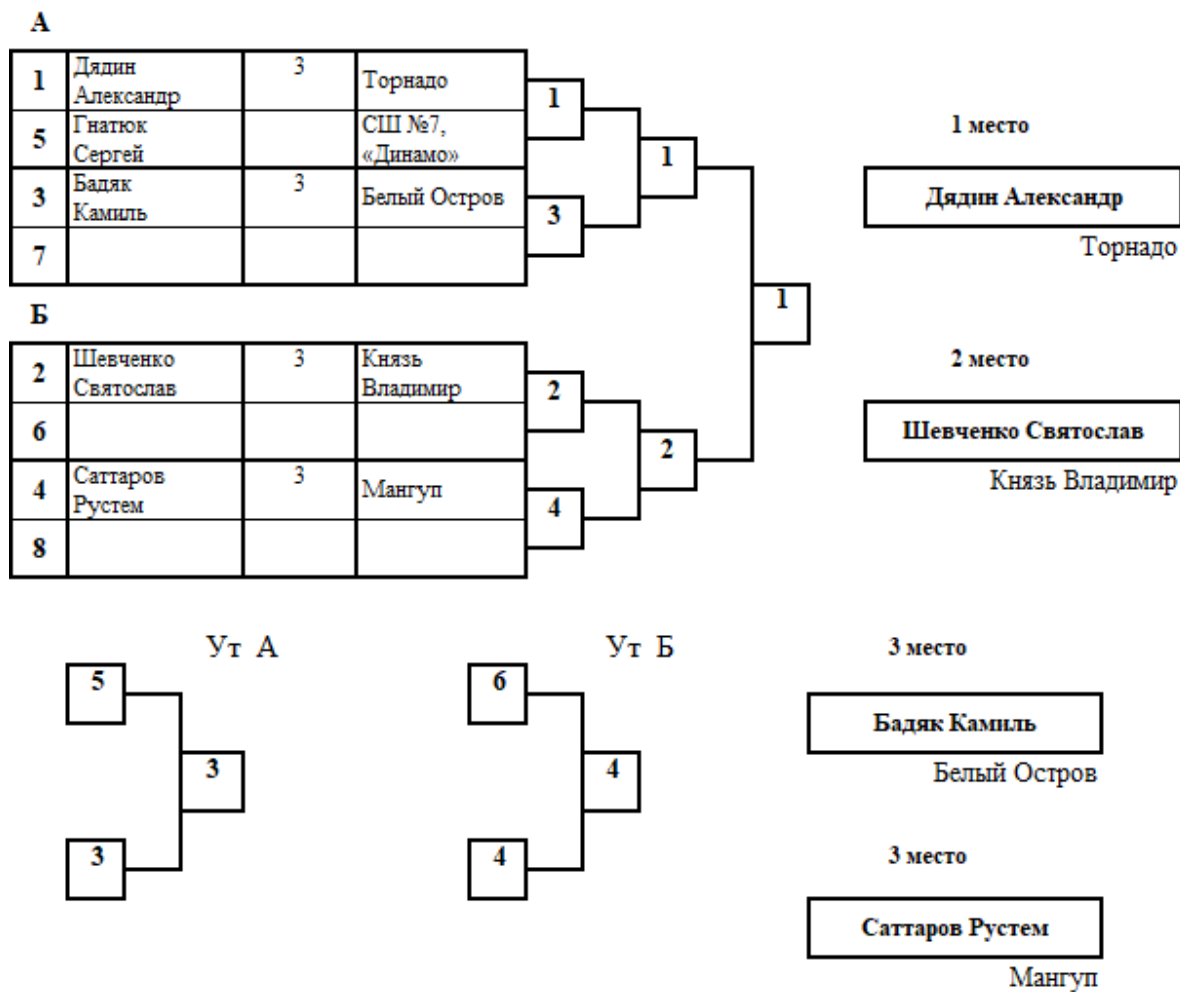 А
1 Дядин Александр 3 Торнадо
5 Гнатюк Сергей СШ №7, «Динамо»
3 Бадяк Камиль 3 Белый Остров
7
1
3
1
1
Б
2 Шевченко Святослав 3 Князь Владимир
6
4 Саттаров Рустем 3 Мангуп
8
2
4
2
1 место
Дядин Александр
Торнадо
2 место
Шевченко Святослав
Князь Владимир
Ут А
5
3
3
Ут Б
6
4
4
3 место
Бадяк Камиль
Белый Остров
3 место
Саттаров Рустем
Мангуп